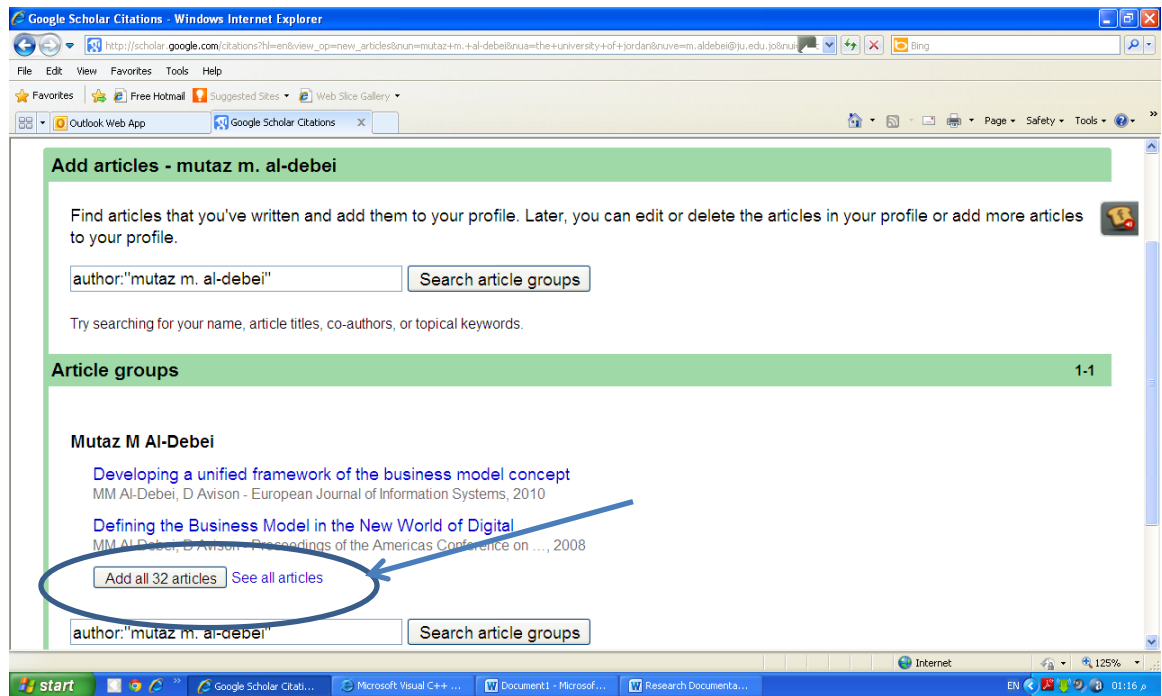 Google Scholar Citations - Windows Internet Explorer
http://scholar.google.com/citations?hl=en&view_op=new_articles&nun=mutaz+m.+al-debei&nua=the+university+of+jordan&nuve=m.aldebei@ju.edu.jo&nui
Bing
File Edit View Favorites Tools Help
Favorites Free Hotmail Suggested Sites Web Slice Gallery
Outlook Web App Google Scholar Citations X Page Safety Tools
Add articles - mutaz m. al-debei
Find articles that you've written and add them to your profile. Later, you can edit or delete the articles in your profile or add more articles
to your profile.
author:"mutaz m. al-debei" Search article groups
Try searching for your name, article titles, co-authors, or topical keywords.
Article groups 1-1
Mutaz M Al-Debei
Developing a unified framework of the business model concept
MM Al-Debei, D Avison - European Journal of Information Systems, 2010
Defining the Business Model in the New World of Digital
MM Al-Debei, D Avison - Proceedings of the Americas Conference on ..., 2008
Add all 32 articles See all articles
author:"mutaz m. al-debei" Search article groups
Internet 125%
start Google Scholar Citati... Microsoft Visual C++ ... Document1 - Microsof... Research Documenta... EN 01:16 م